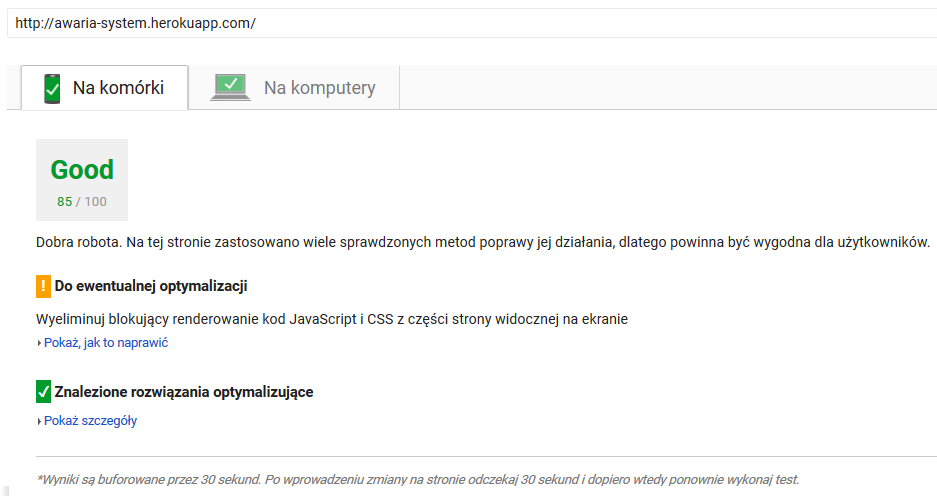 http://awaria-system.herokuapp.com/
Na komórki
Na komputery
Good
85 / 100
Dobra robota. Na tej stronie zastosowano wiele sprawdzonych metod poprawy jej działania, dlatego powinna być wygodna dla użytkowników.
! Do ewentualnej optymalizacji
Wyeliminuj blokujący renderowanie kod JavaScript i CSS z części strony widocznej na ekranie
Pokaż, jak to naprawić
Znalezione rozwiązania optymalizujące
Pokaż szczegóły
*Wyniki są buforowane przez 30 sekund. Po wprowadzeniu zmiany na stronie odczekaj 30 sekund i dopiero wtedy ponownie wykonaj test.